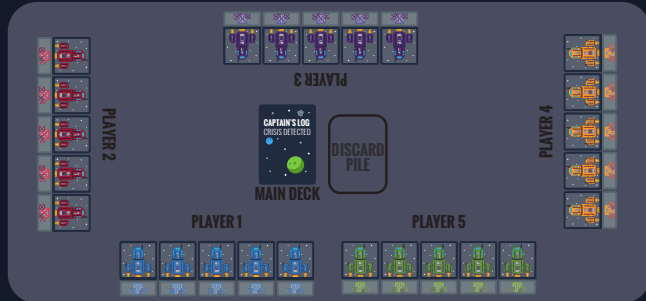 PLAYER 3
PLAYER 2
PLAYER 4
CAPTAIN'S LOG
CRISIS DETECTED
DISCARD
PILE
MAIN DECK
PLAYER 1
PLAYER 5